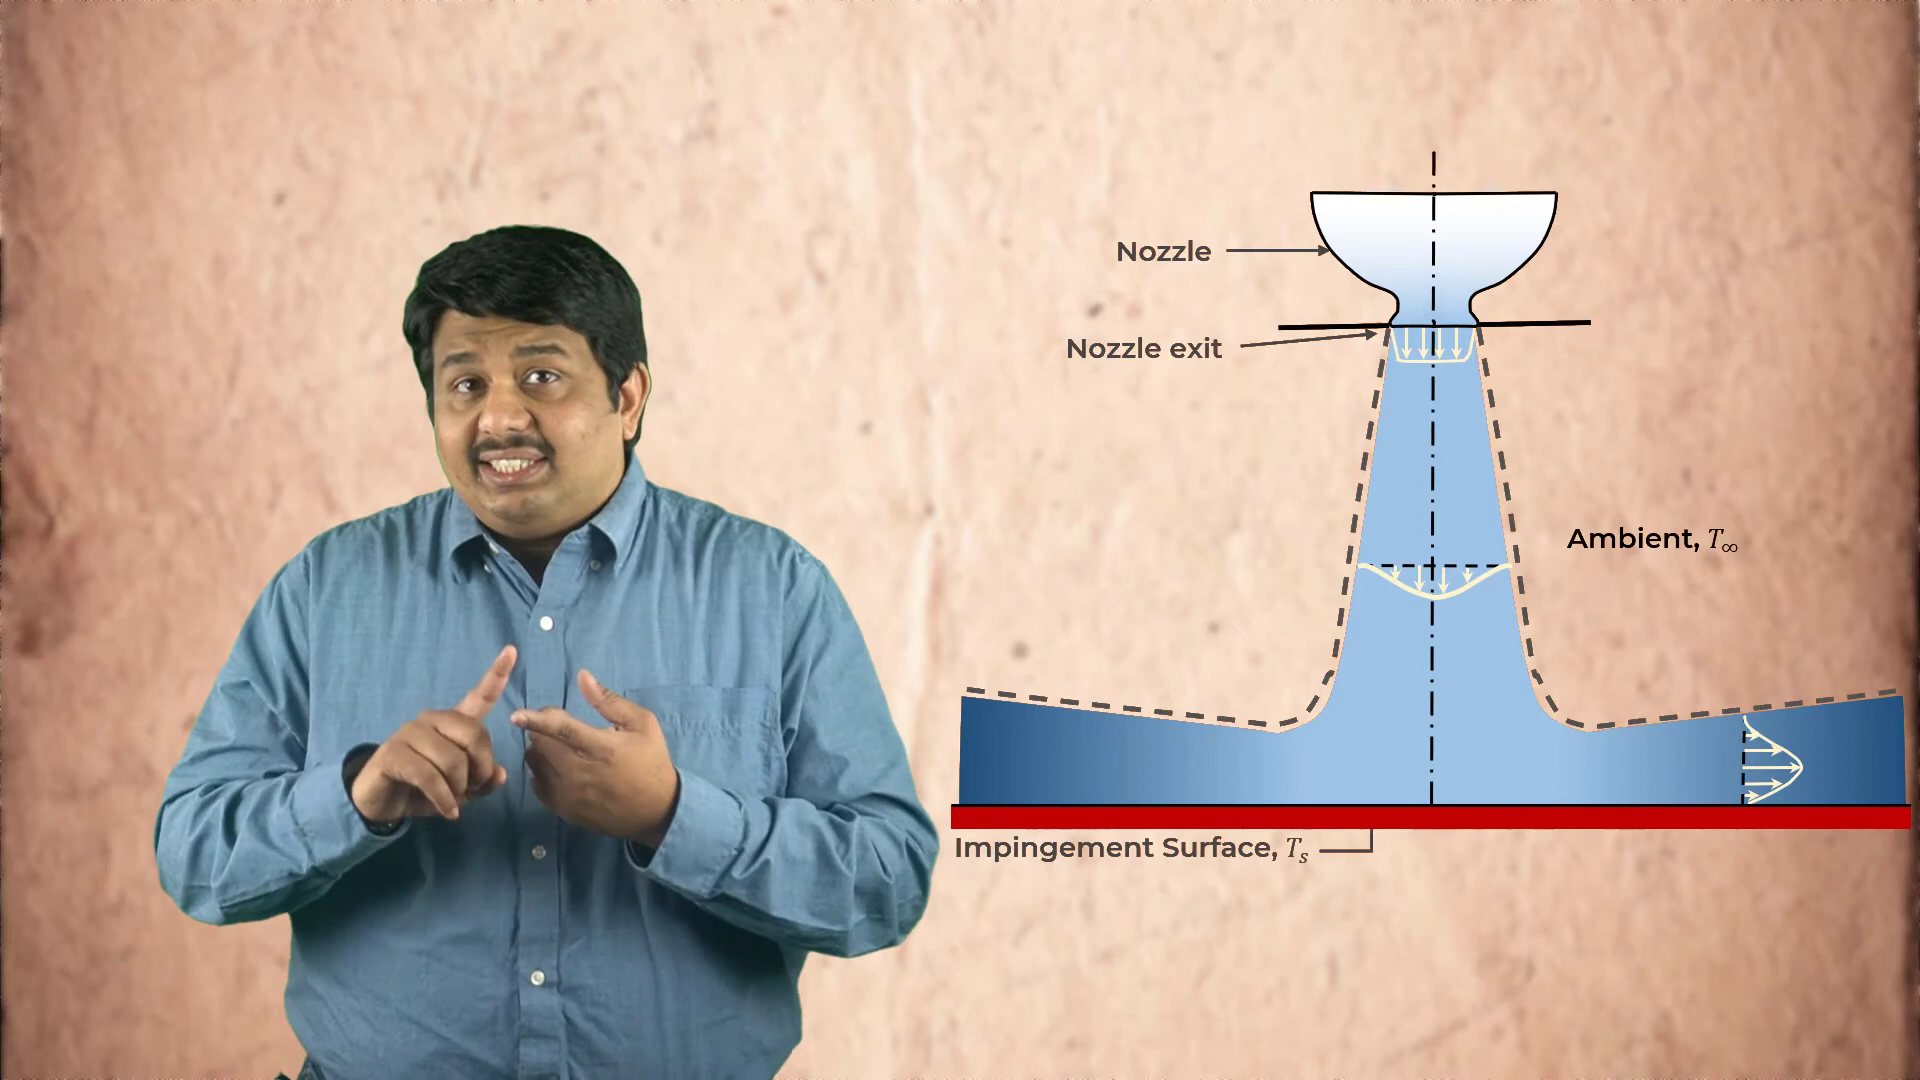 Nozzle
Nozzle exit
Ambient, T∞
Impingement Surface, Tₛ